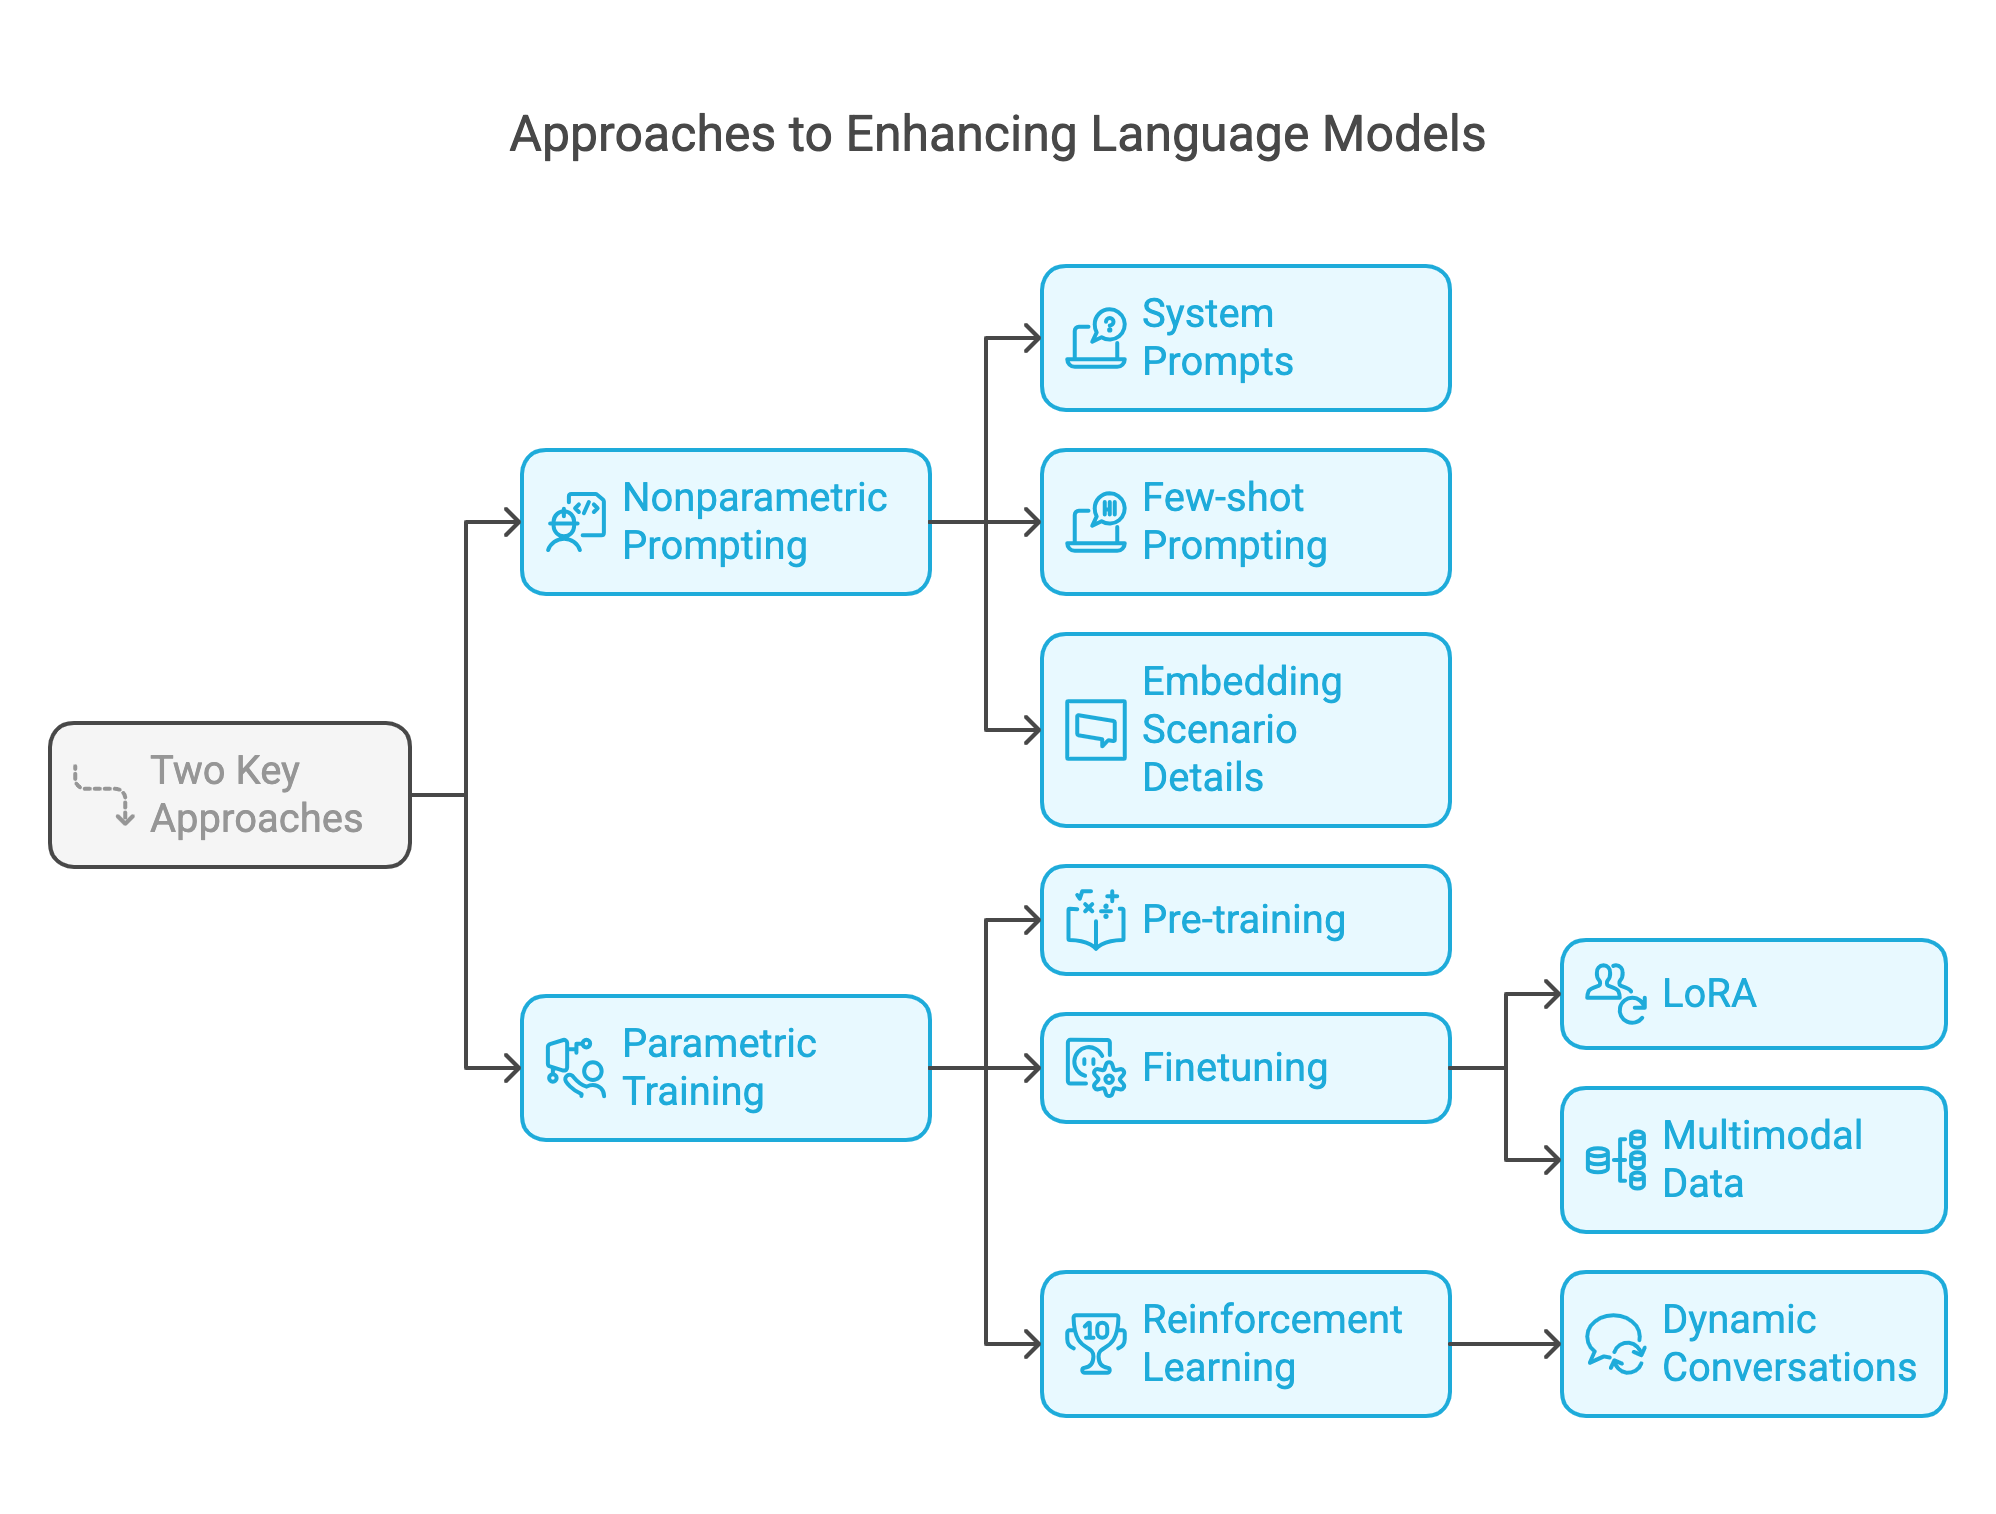 Approaches to Enhancing Language Models
Two Key
Approaches
Nonparametric
Prompting
System
Prompts
Few-shot
Prompting
Embedding
Scenario
Details
Parametric
Training
Pre-training
Finetuning
LoRA
Multimodal
Data
10
Reinforcement
Learning
Dynamic
Conversations